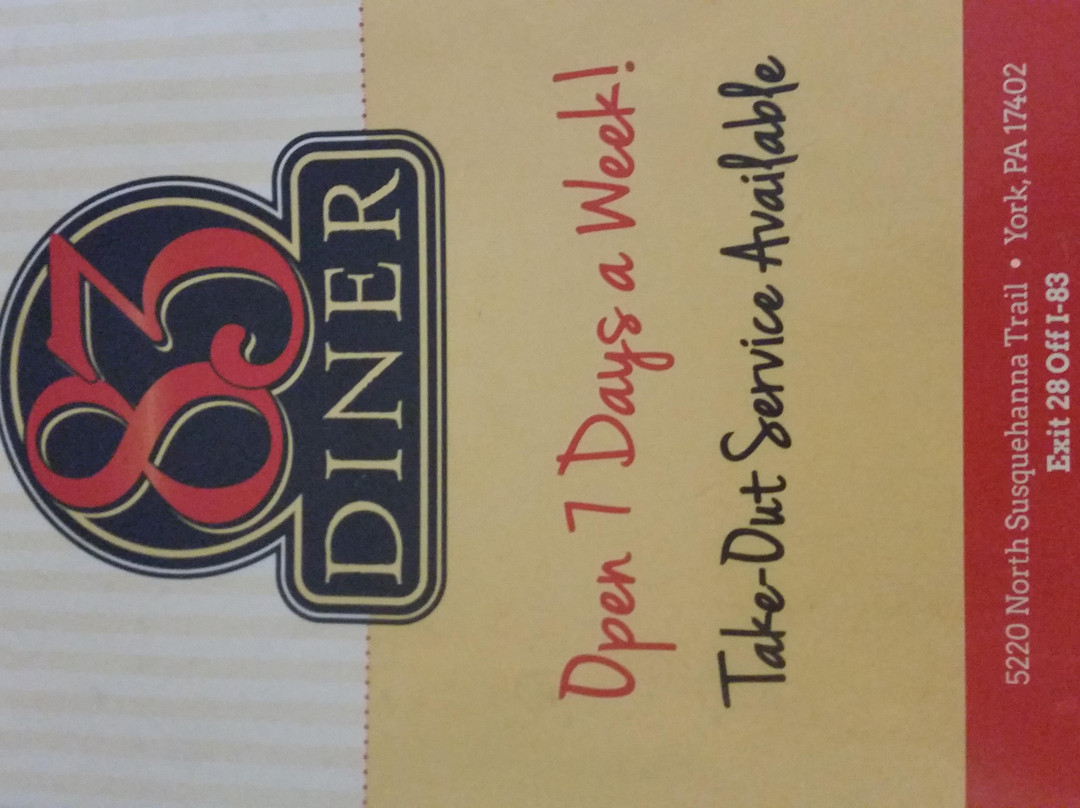 83
DINER
Open 7 Days a Week!
Take-Out Service Available
5220 North Susquehanna Trail • York, PA 17402
Exit 28 Off I-83